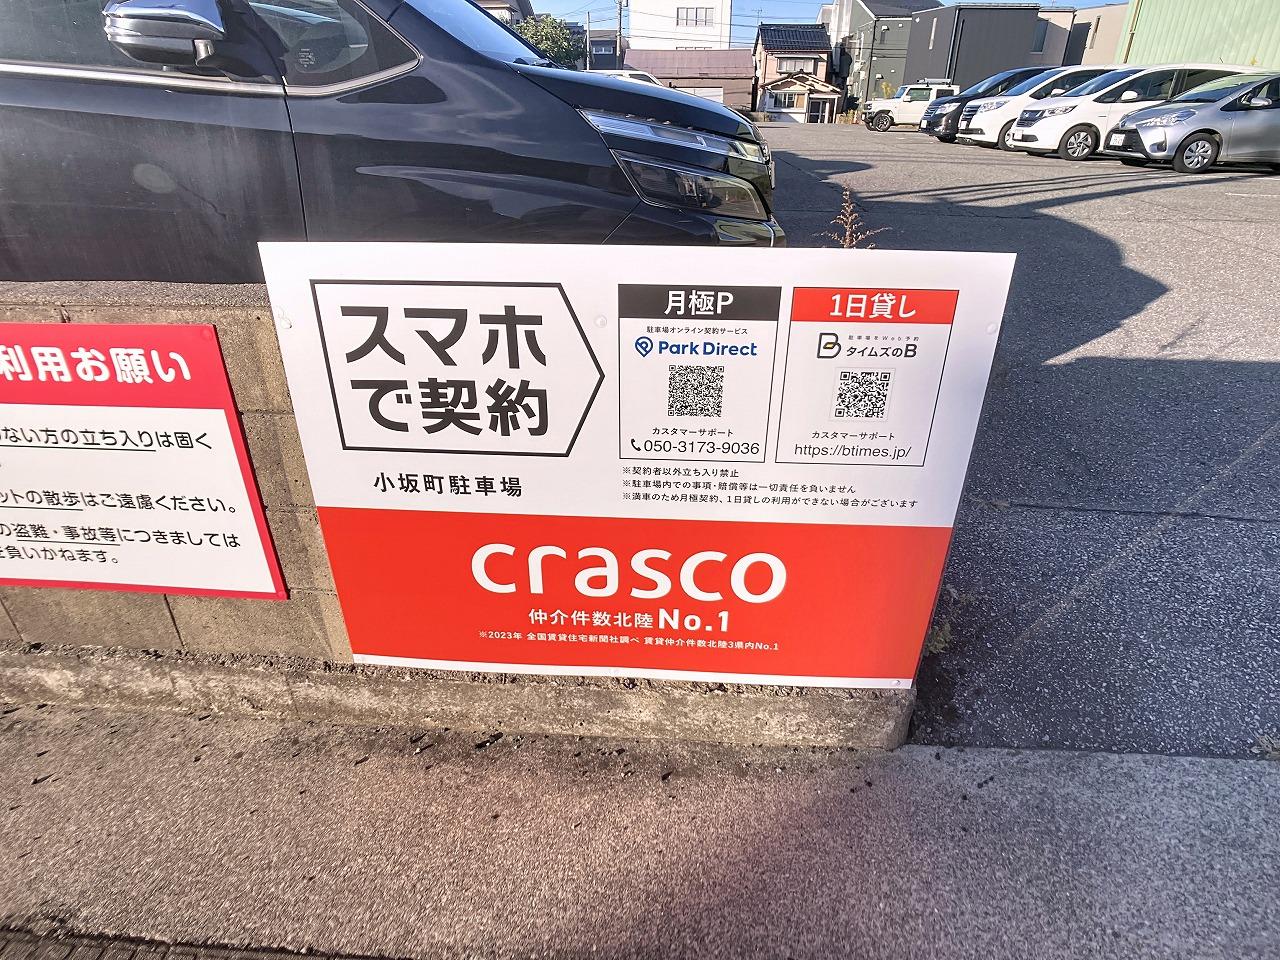 利用お願い
ない方の立ち入りは固く
ットの散歩はご遠慮ください。
の盗難・事故等につきましては
を負いかねます。
スマホ
で契約
小坂町駐車場
月極P
駐車場オンライン契約サービス
Park Direct
カスタマーサポート
050-3173-9036
1日貸し
駐車場をWeb予約
タイムズのB
カスタマーサポート
https://btimes.jp/
※契約者以外立ち入り禁止
※駐車場内での事項・賠償等は一切責任を負いません
※満車のため月極契約、1日貸しの利用ができない場合がございます
crasco
仲介件数北陸No.1
※2023年 全国賃貸住宅新聞社調べ 賃貸仲介件数北陸3県内No.1